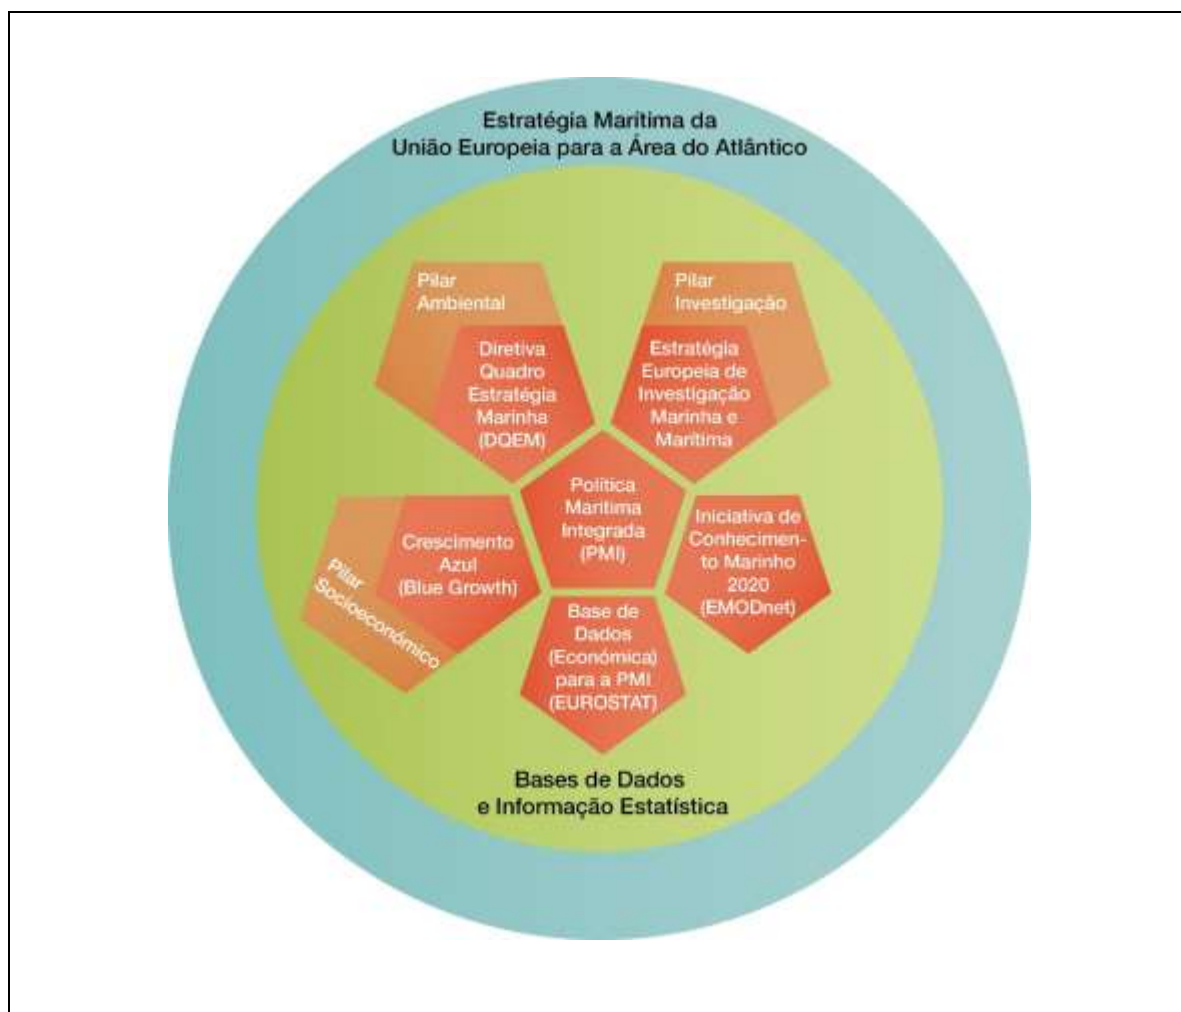 Estratégia Marítima da
União Europeia para a Área do Atlântico
Pilar
Ambiental
Diretiva
Quadro
Estratégia
Marinha
(DQEM)
Pilar
Investigação
Estratégia
Europeia de
Investigação
Marinha e
Marítima
Política
Marítima
Integrada
(PMI)
Crescimento
Azul
(Blue Growth)
Pilar
Socioeconómico
Iniciativa de
Conhecimen-
to Marinho
2020
(EMODnet)
Base de
Dados
(Económica)
para a PMI
(EUROSTAT)
Bases de Dados
e Informação Estatística